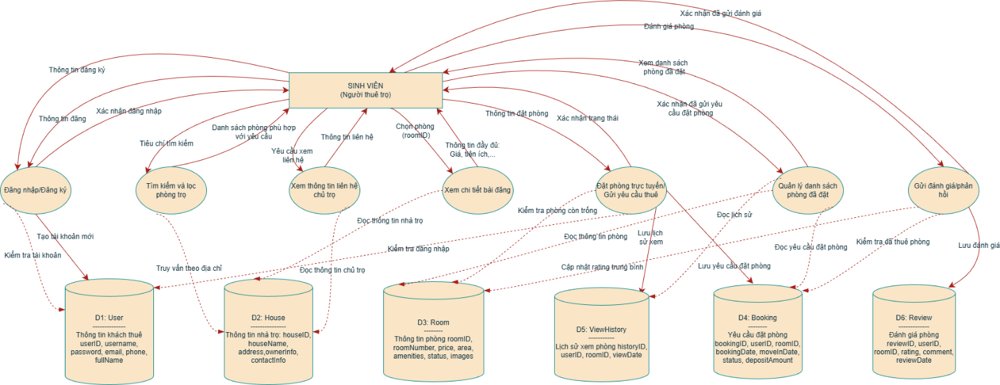 Xác nhận đã gửi đánh giá
Đánh giá phòng
Thông tin đăng ký
Xem danh sách
phòng đã đặt
SINH VIÊN
(Người thuê trọ)
Thông tin đăng
Xác nhận đăng nhập
Thông tin đặt phòng
Xác nhận trạng thái
Xác nhận đã gửi yêu
cầu đặt phòng
Danh sách phòng phù hợp
với yêu cầu
Tiêu chí tìm kiếm
Thông tin liên hệ
Yêu cầu xem
liên hệ
Chọn phòng
(roomID)
Thông tin đầy đủ:
Giá, tiện ích,...
Đăng nhập/Đăng ký
Tìm kiếm và lọc
phòng trọ
Xem thông tin liên hệ
chủ trọ
Xem chi tiết bài đăng
Đặt phòng trực tuyến/
Gửi yêu cầu thuê
Quản lý danh sách
phòng đã đặt
Gửi đánh giá/phản
hồi
Kiểm tra phòng còn trống
Đọc lịch sử
Đọc thông tin nhà trọ
Tạo tài khoản mới
Kiểm tra tài khoản
Kiểm tra đăng nhập
Lưu lịch
sử xem
Đọc thông tin phòng
Đọc yêu cầu đặt phòng
Kiểm tra đã thuê phòng
Lưu đánh giá
Truy vấn theo địa chỉ
Đọc thông tin chủ trọ
Cập nhật rating trung bình
Lưu yêu cầu đặt phòng
D1: User
--------------
Thông tin khách thuê
userID, username,
password, email, phone,
fullName
D2: House
---------------
Thông tin nhà trọ: houseID,
houseName,
address,ownerInfo,
contactInfo
D3: Room
--------
Thông tin phòng roomID,
roomNumber, price, area,
amenities, status, images
D5: ViewHistory
-----------
Lịch sử xem phòng historyID,
userID, roomID, viewDate
D4: Booking
--------
Yêu cầu đặt phòng
bookingID, userID, roomID,
bookingDate, moveInDate,
status, depositAmount
D6: Review
--------
Đánh giá phòng
reviewID, userID,
roomID, rating, comment,
reviewDate